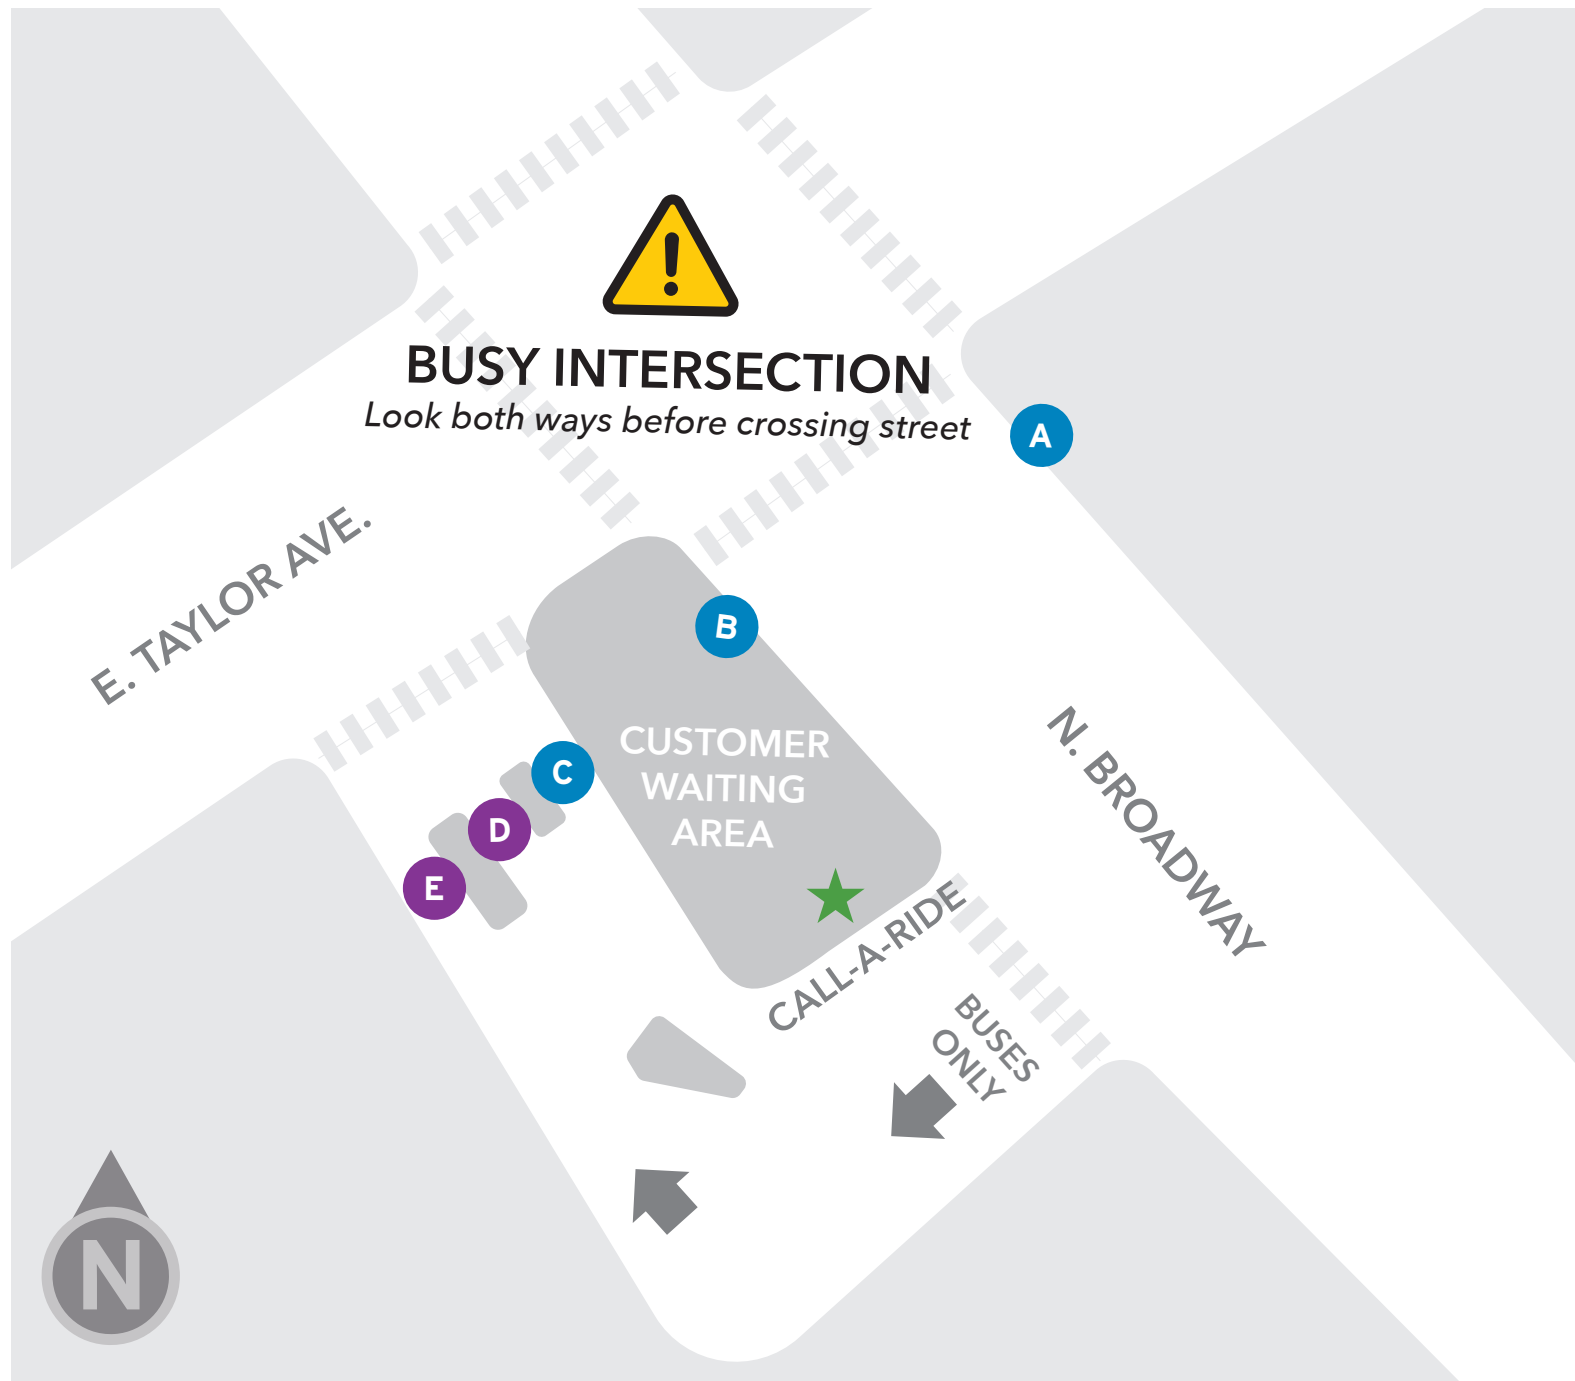 BUSY INTERSECTION
Look both ways before crossing street
A
E. TAYLOR AVE.
B
CUSTOMER
WAITING
AREA
C
D
E
N. BROADWAY
CALL-A-RIDE
BUSES
ONLY
N